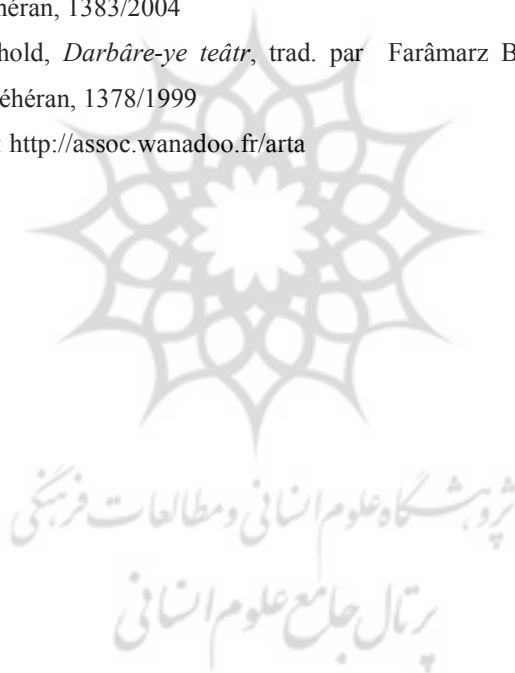 éhéran, 1383/2004
hold, Darbâre-ye teâtr, trad. par Farâmarz B
éhéran, 1378/1999
: http://assoc.wanadoo.fr/arta
پژوهشگاه علوم انسانی و مطالعات فرهنگی
پرتال جامع علوم انسانی